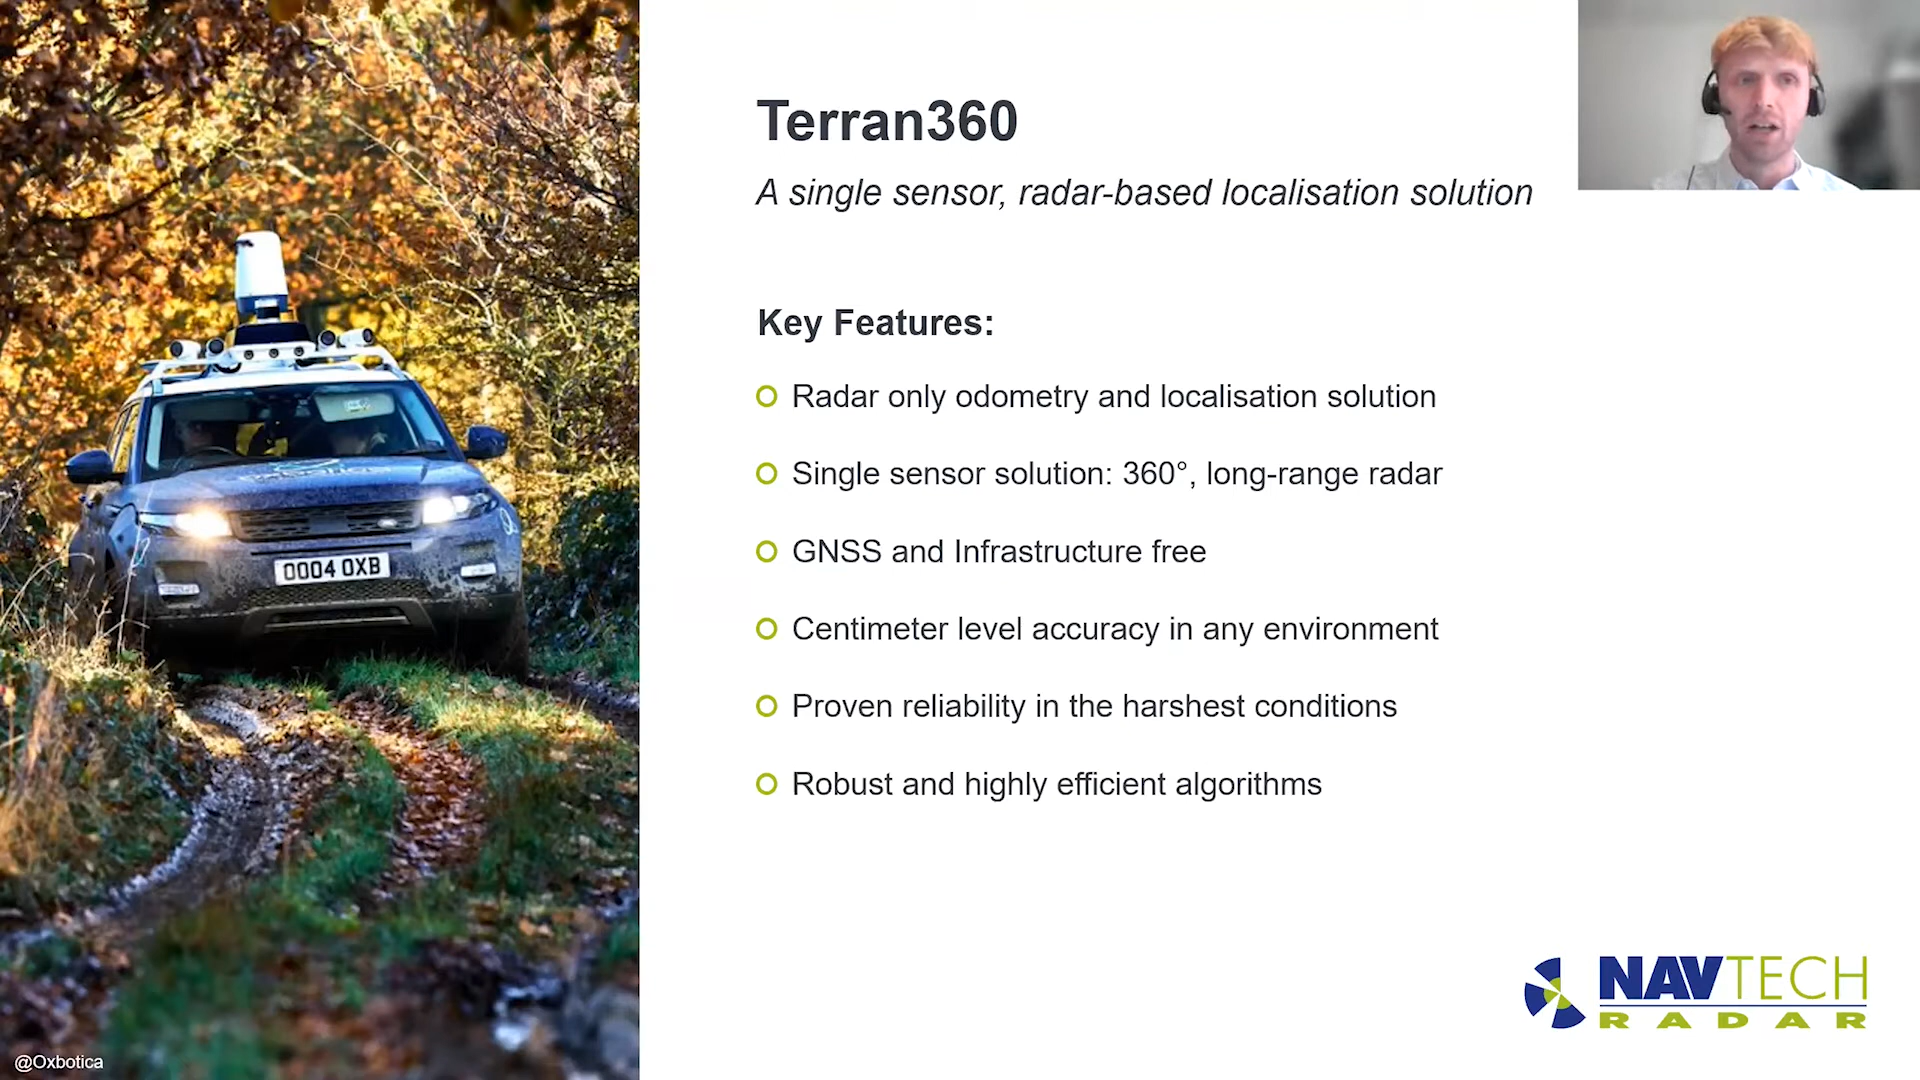 Terran360
A single sensor, radar-based localisation solution
Key Features:
Radar only odometry and localisation solution
Single sensor solution: 360°, long-range radar
GNSS and Infrastructure free
Centimeter level accuracy in any environment
Proven reliability in the harshest conditions
Robust and highly efficient algorithms
OO04 OXB
@Oxbotica
NAVTECH
RADAR